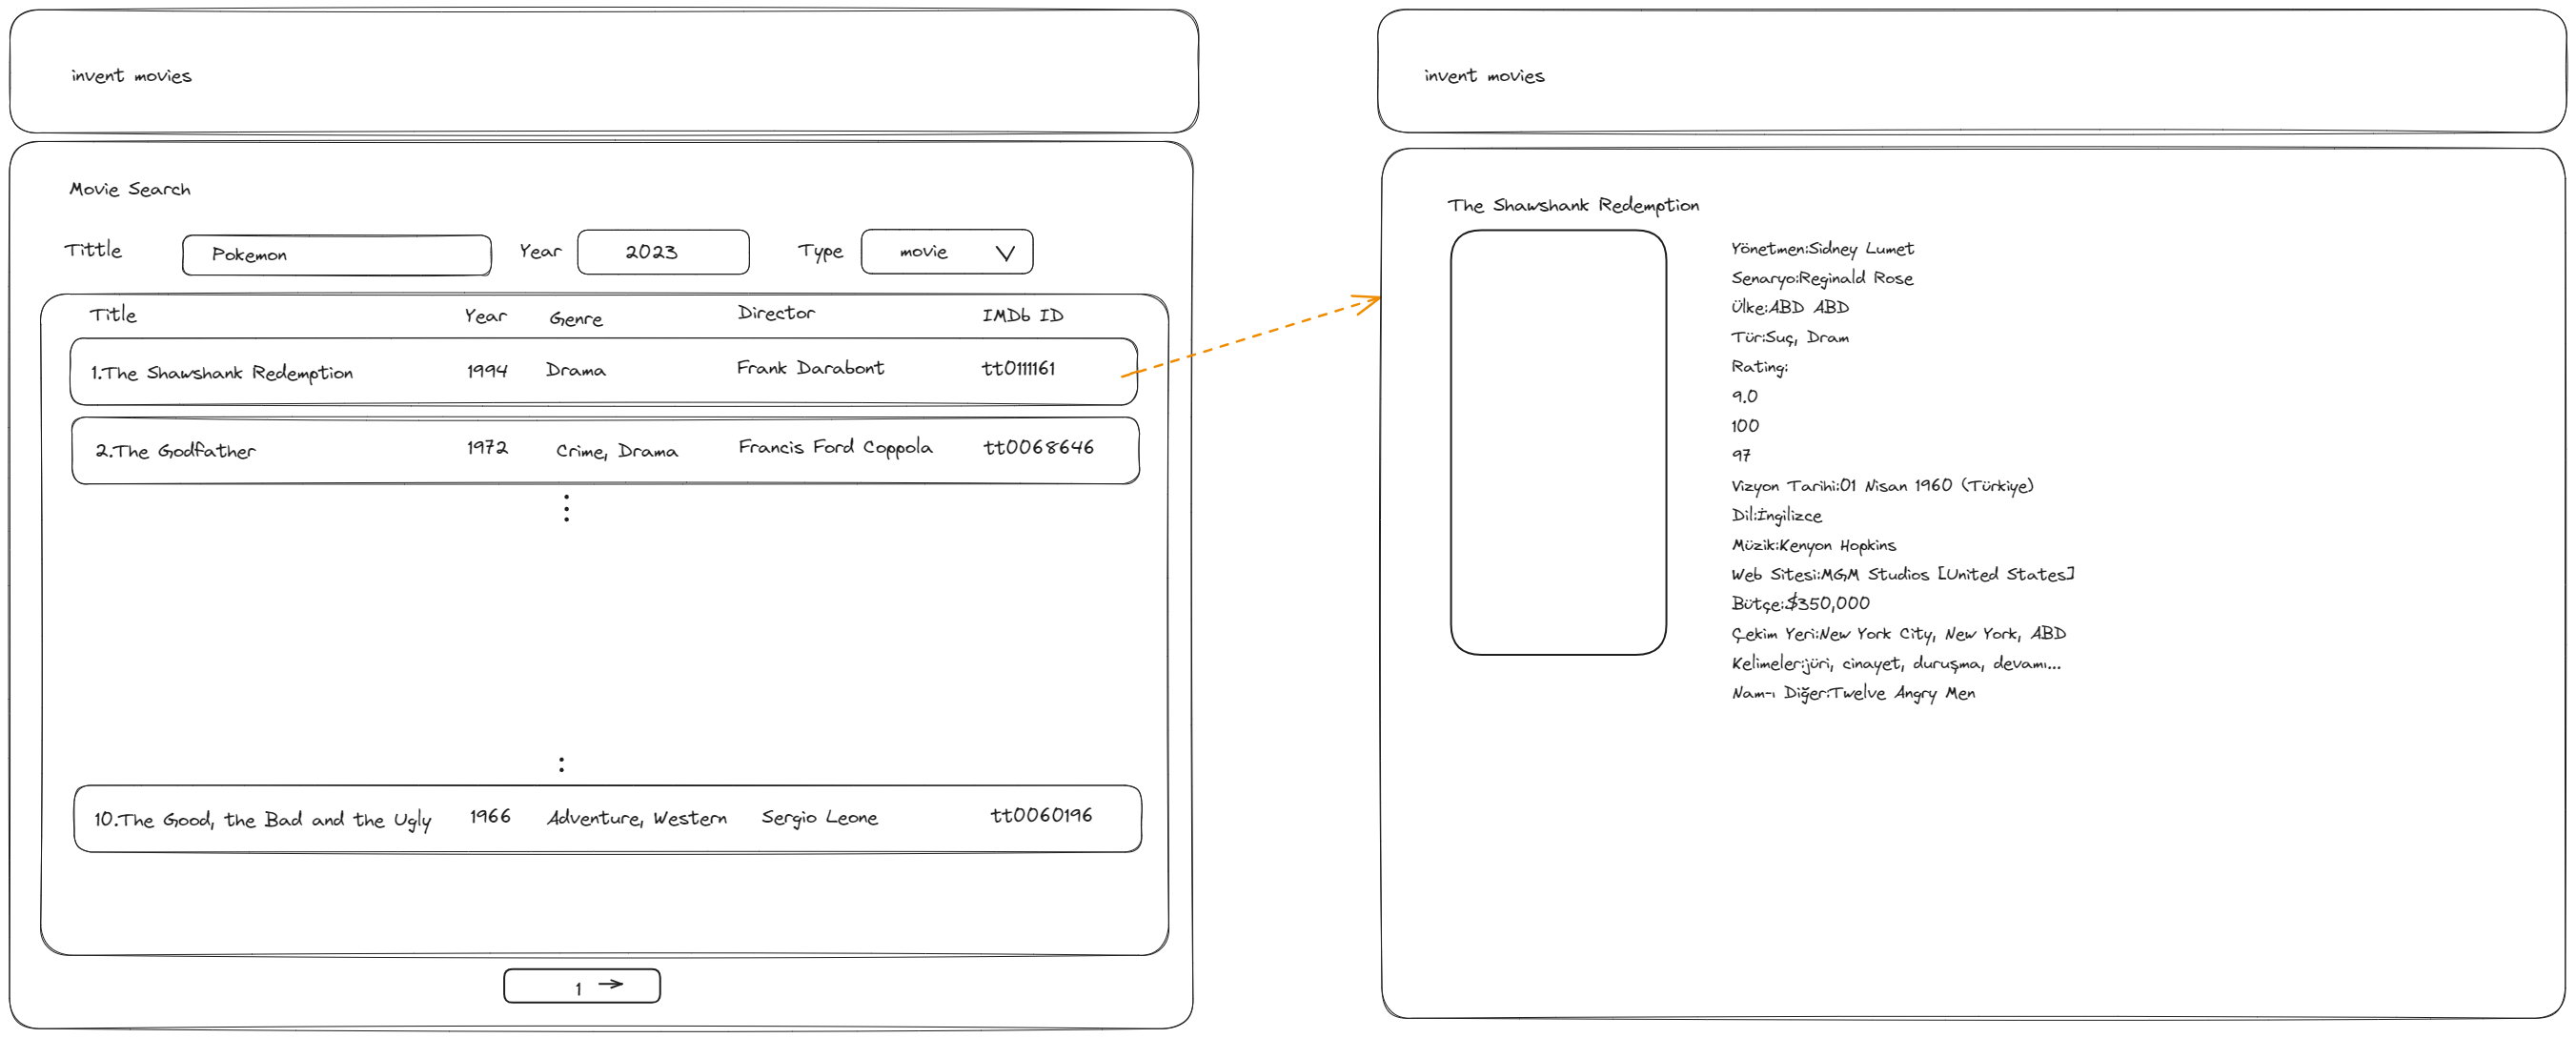 invent movies
Movie Search
Tittle Pokemon Year 2023 Type movie
Title Year Genre Director IMDb ID
1.The Shawshank Redemption 1994 Drama Frank Darabont tt0111161
2.The Godfather 1972 Crime, Drama Francis Ford Coppola tt0068646
10.The Good, the Bad and the Ugly 1966 Adventure, Western Sergio Leone tt0060196
1
invent movies
The Shawshank Redemption
Yönetmen:Sidney Lumet
Senaryo:Reginald Rose
Ülke:ABD ABD
Tür:Suç, Dram
Rating:
9.0
100
97
Vizyon Tarihi:01 Nisan 1960 (Türkiye)
Dil:İngilizce
Müzik:Kenyon Hopkins
Web Sitesi:MGM Studios [United States]
Bütçe:$350,000
Çekim Yeri:New York City, New York, ABD
Kelimeler:jüri, cinayet, duruşma, devamı...
Nam-ı Diğer:Twelve Angry Men